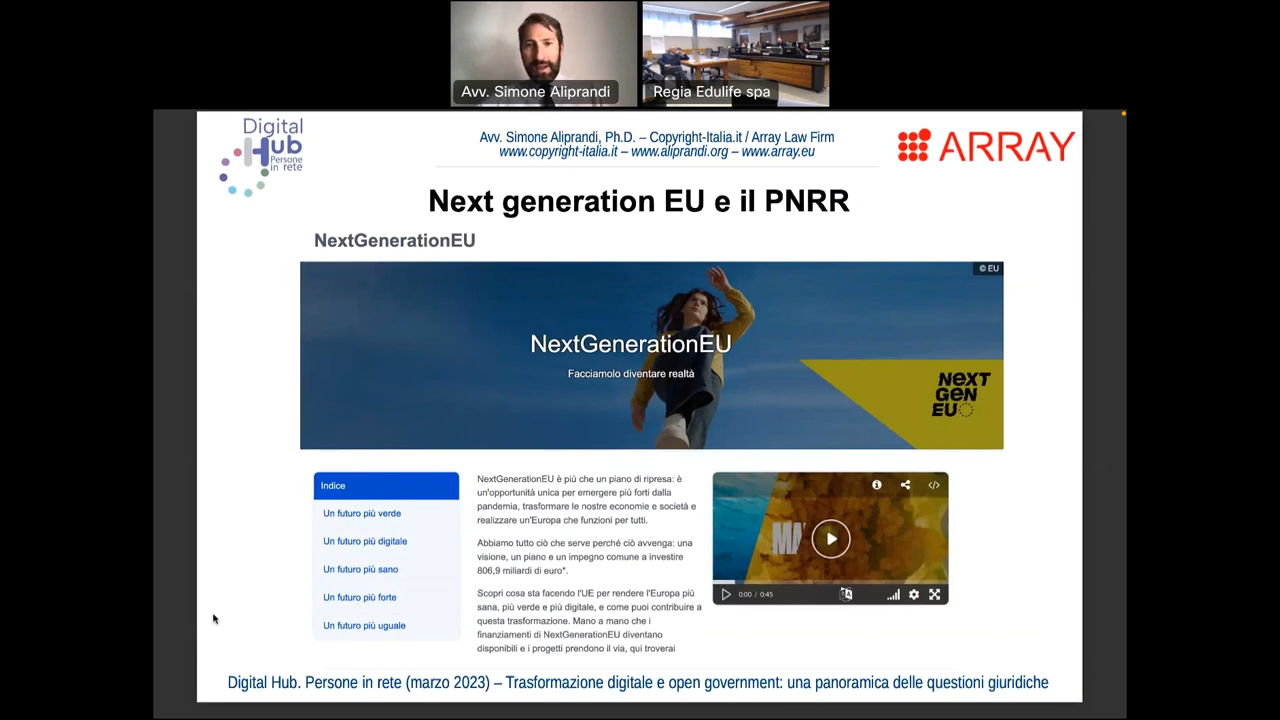 Avv. Simone Aliprandi
Regia Edulife spa
Digital
Hub
Persone
in rete
Avv. Simone Aliprandi, Ph.D. – Copyright-Italia.it / Array Law Firm
www.copyright-italia.it – www.aliprandi.org – www.array.eu
ARRAY
Next generation EU e il PNRR
NextGenerationEU
© EU
NextGenerationEU
Facciamolo diventare realtà
NEXT
GEN
EU
Indice
Un futuro più verde
Un futuro più digitale
Un futuro più sano
Un futuro più forte
Un futuro più uguale
NextGenerationEU è più che un piano di ripresa: è
un'opportunità unica per emergere più forti dalla
pandemia, trasformare le nostre economie e società e
realizzare un'Europa che funzioni per tutti.
Abbiamo tutto ciò che serve perché ciò avvenga: una
visione, un piano e un impegno comune a investire
806,9 miliardi di euro*.
Scopri cosa sta facendo l'UE per rendere l'Europa più
sana, più verde e più digitale, e come puoi contribuire a
questa trasformazione. Mano a mano che i
finanziamenti di NextGenerationEU diventano
disponibili e i progetti prendono il via, qui troverai
0:00 / 0:45
Digital Hub. Persone in rete (marzo 2023) – Trasformazione digitale e open government: una panoramica delle questioni giuridiche